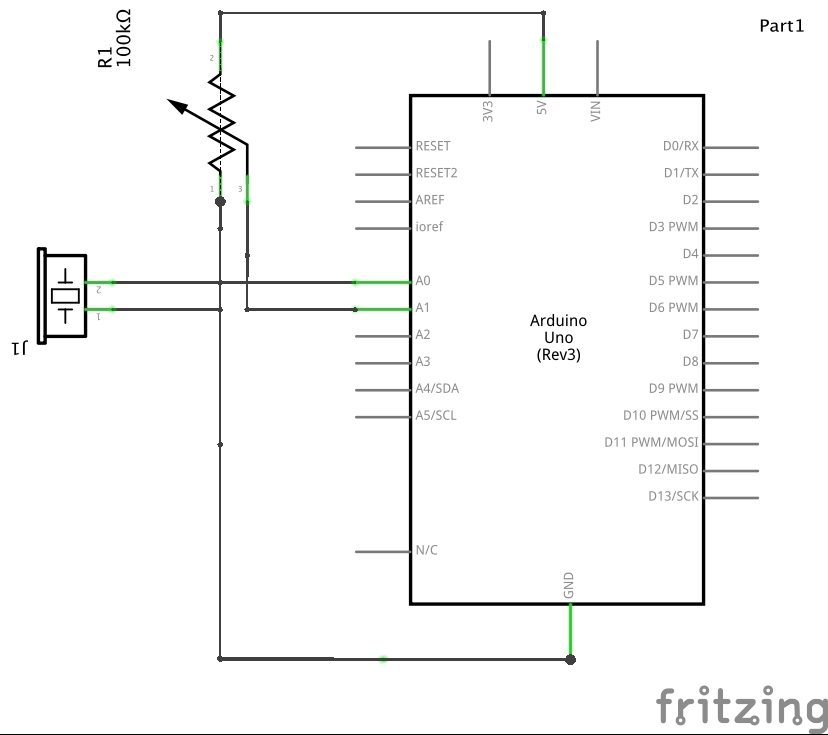 Part1
R1
100kΩ
2
1
3
3V3
5V
VIN
RESET
RESET2
AREF
ioref
A0
A1
A2
A3
A4/SDA
A5/SCL
N/C
D0/RX
D1/TX
D2
D3 PWM
D4
D5 PWM
D6 PWM
D7
D8
D9 PWM
D10 PWM/SS
D11 PWM/MOSI
D12/MISO
D13/SCK
Arduino
Uno
(Rev3)
2
1
J1
GND
fritzing